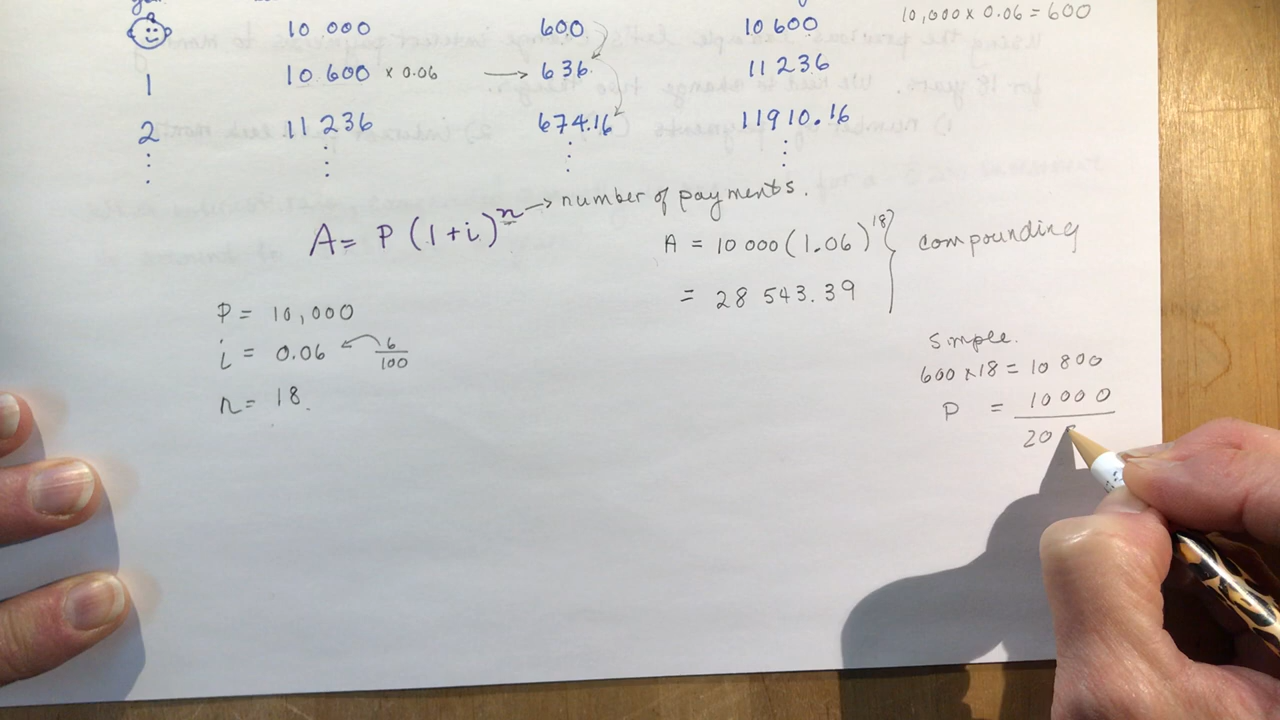 10 000 600 10 600
10,000 x 0.06 = 600
1 10 600 x 0.06 → 636 11 236
2 11 236 674.16 11910.16
A = P (1+i)^n → number of payments.
A = 10 000 (1.06)^18 } compounding
= 28 543.39
P = 10,000
i = 0.06 ← 6/100
n = 18.
Simple.
600 x 18 = 10 800
P = 10 000
20